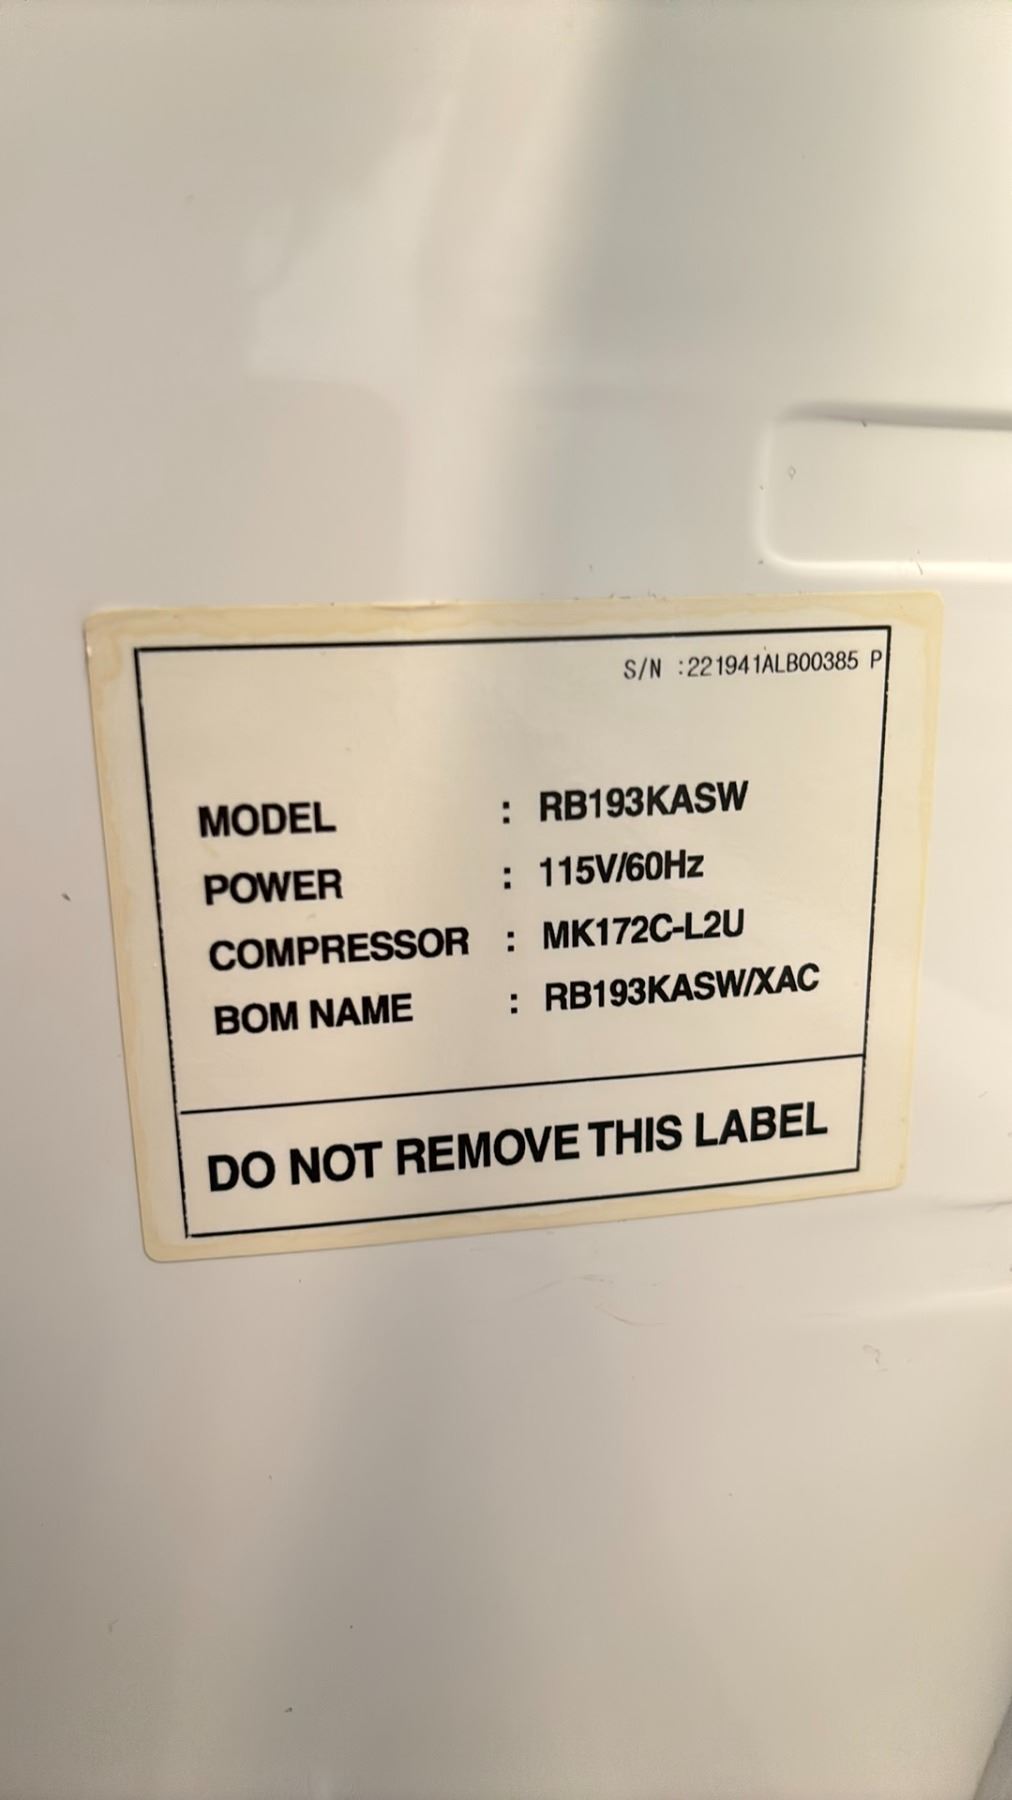 S/N :221941ALB00385 P
MODEL : RB193KASW
POWER : 115V/60Hz
COMPRESSOR : MK172C-L2U
BOM NAME : RB193KASW/XAC
DO NOT REMOVE THIS LABEL